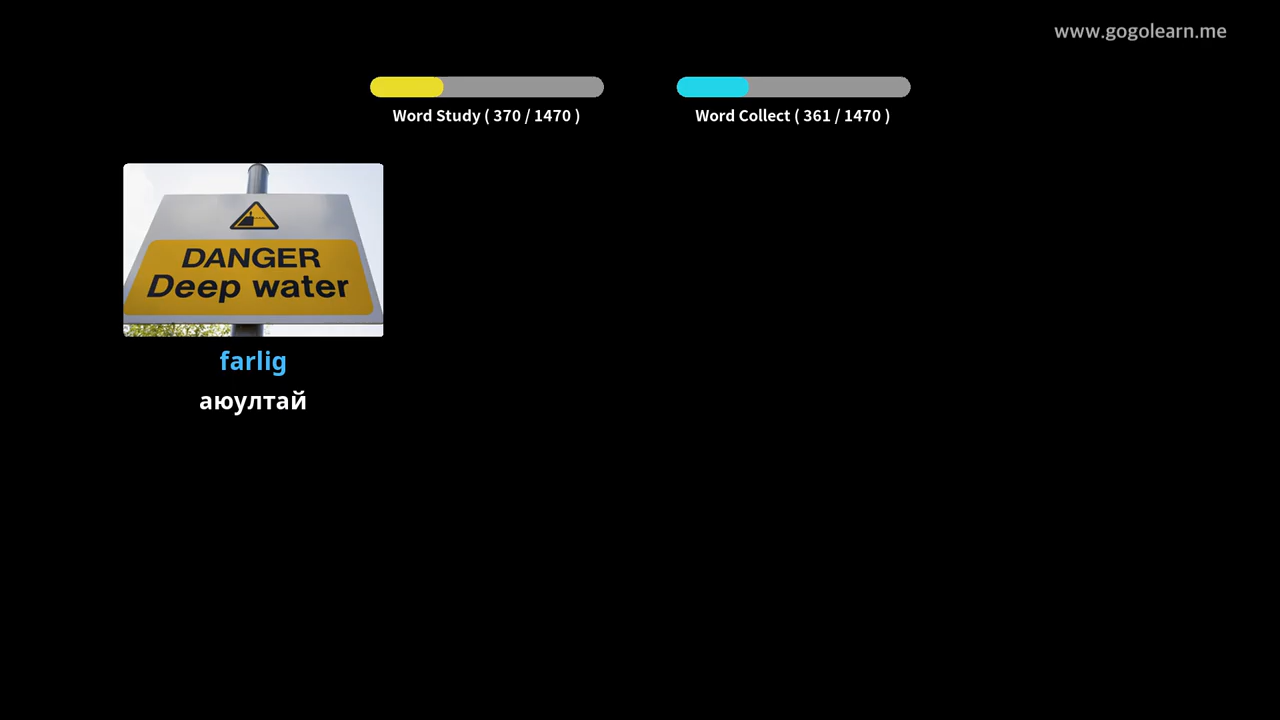 www.gogolearn.me
Word Study ( 370 / 1470 )
Word Collect ( 361 / 1470 )
DANGER
Deep water
farlig
аюултай